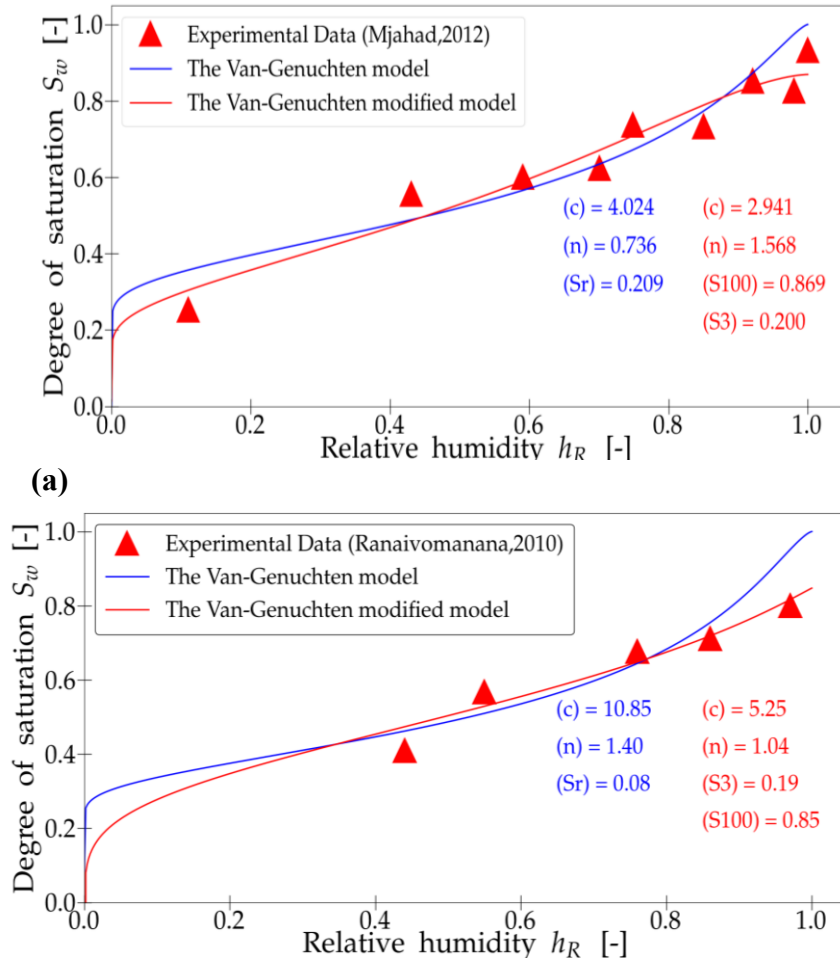 Experimental Data (Mjahad,2012)
The Van-Genuchten model
The Van-Genuchten modified model
Degree of saturation S_w [-]
1.0
0.8
0.6
0.4
0.2
0.0
(c) = 4.024
(n) = 0.736
(Sr) = 0.209
(c) = 2.941
(n) = 1.568
(S100) = 0.869
(S3) = 0.200
0.0 0.2 0.4 0.6 0.8 1.0
Relative humidity h_R [-]
(a)
Experimental Data (Ranaivomanana,2010)
The Van-Genuchten model
The Van-Genuchten modified model
Degree of saturation S_w [-]
1.0
0.8
0.6
0.4
0.2
0.0
(c) = 10.85
(n) = 1.40
(Sr) = 0.08
(c) = 5.25
(n) = 1.04
(S3) = 0.19
(S100) = 0.85
0.0 0.2 0.4 0.6 0.8 1.0
Relative humidity h_R [-]